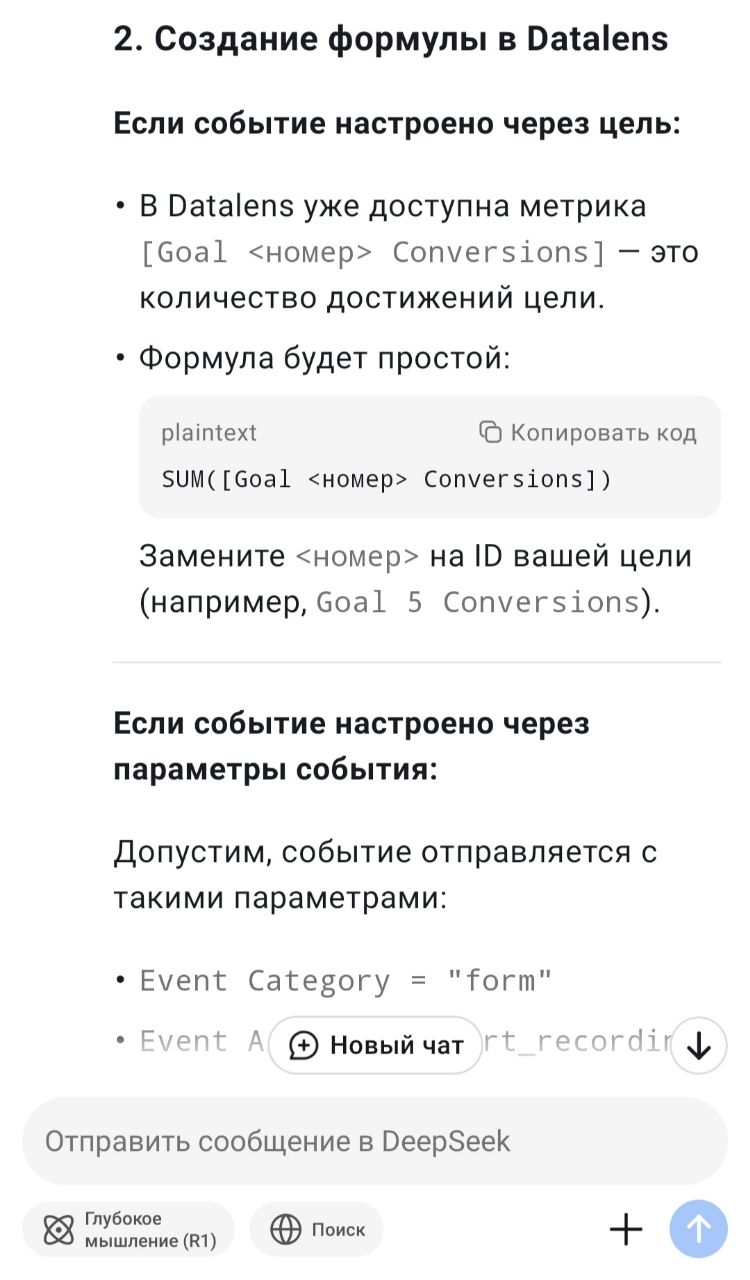 2. Создание формулы в Datalens
Если событие настроено через цель:
• В Datalens уже доступна метрика
[Goal <номер> Conversions] — это
количество достижений цели.
• Формула будет простой:
plaintext
Копировать код
SUM([Goal <номер> Conversions])
Замените <номер> на ID вашей цели
(например, Goal 5 Conversions).
Если событие настроено через
параметры события:
Допустим, событие отправляется с
такими параметрами:
• Event Category = "form"
• Event
Новый чат
Отправить сообщение в DeepSeek
Глубокое
мышление (R1)
Поиск